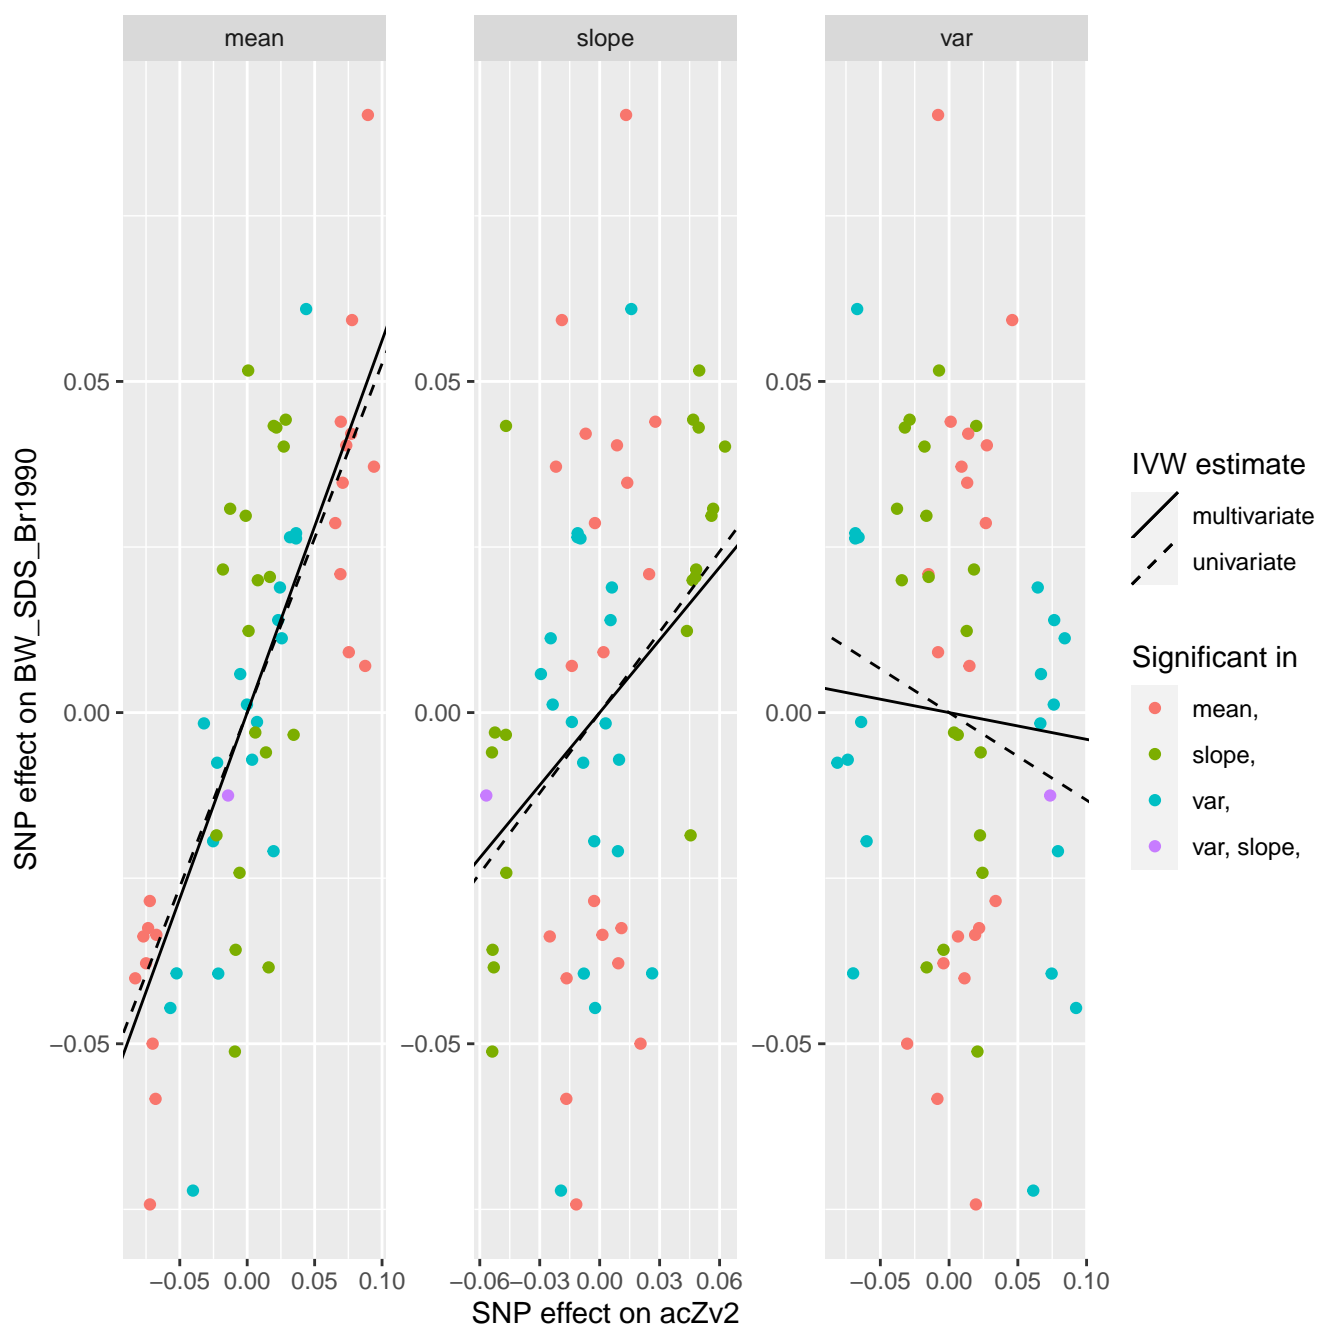 mean slope var
SNP effect on BW_SDS_Br1990
0.05
0.00
−0.05
0.05
0.00
−0.05
0.05
0.00
−0.05
−0.05 0.00 0.05 0.10
−0.06 −0.03 0.00 0.03 0.06
−0.05 0.00 0.05 0.10
SNP effect on acZv2
IVW estimate
multivariate
univariate
Significant in
mean,
slope,
var,
var, slope,